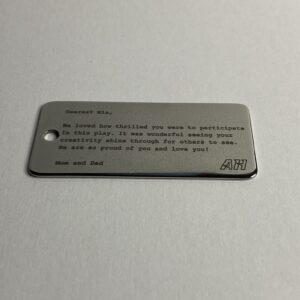 Dearest Mia,
We loved how thrilled you were to participate
in this play. It was wonderful seeing your
creativity shine through for others to see.
We are so proud of you and love you!
Mom and Dad
AH